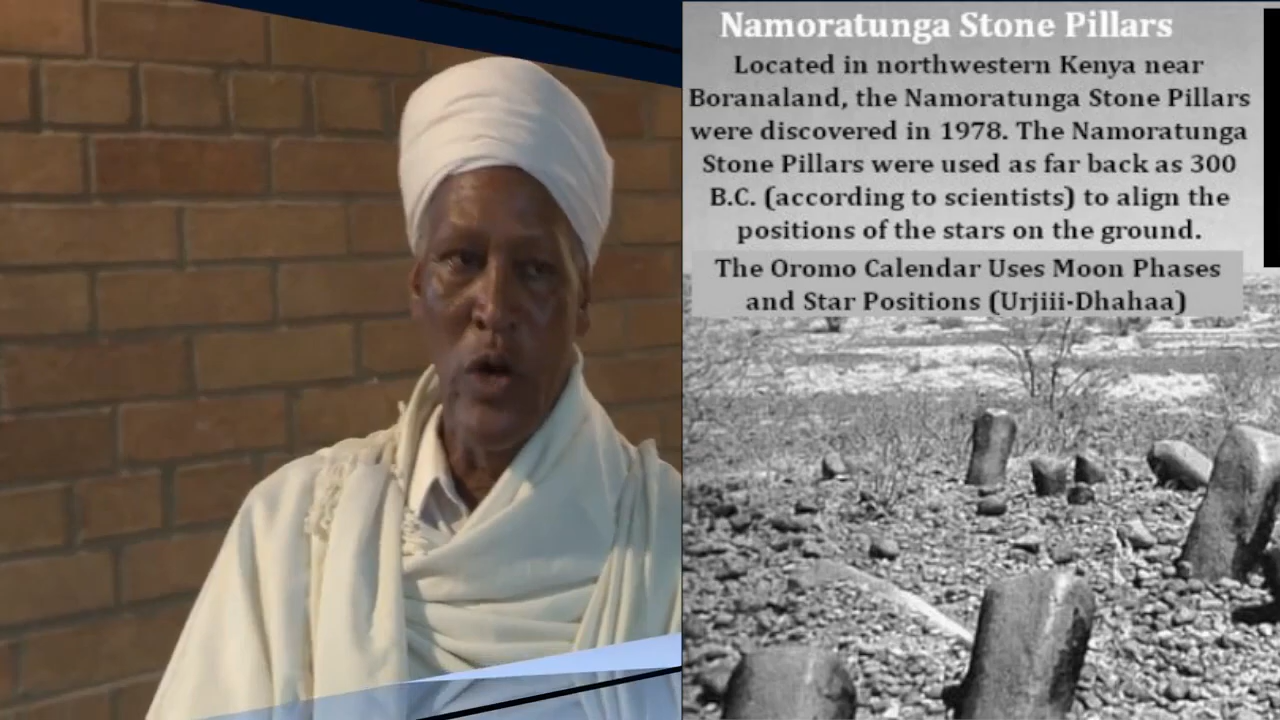 Namoratunga Stone Pillars
Located in northwestern Kenya near
Boranaland, the Namoratunga Stone Pillars
were discovered in 1978. The Namoratunga
Stone Pillars were used as far back as 300
B.C. (according to scientists) to align the
positions of the stars on the ground.
The Oromo Calendar Uses Moon Phases
and Star Positions (Urjiii-Dhahaa)